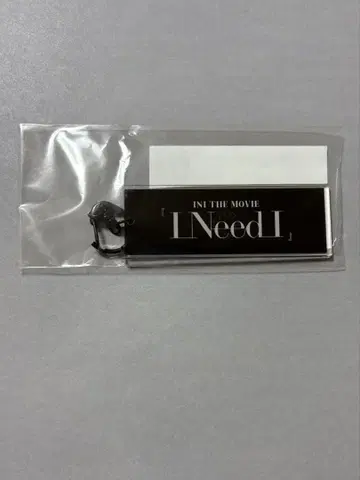 INI THE MOVIE
『I Need I』